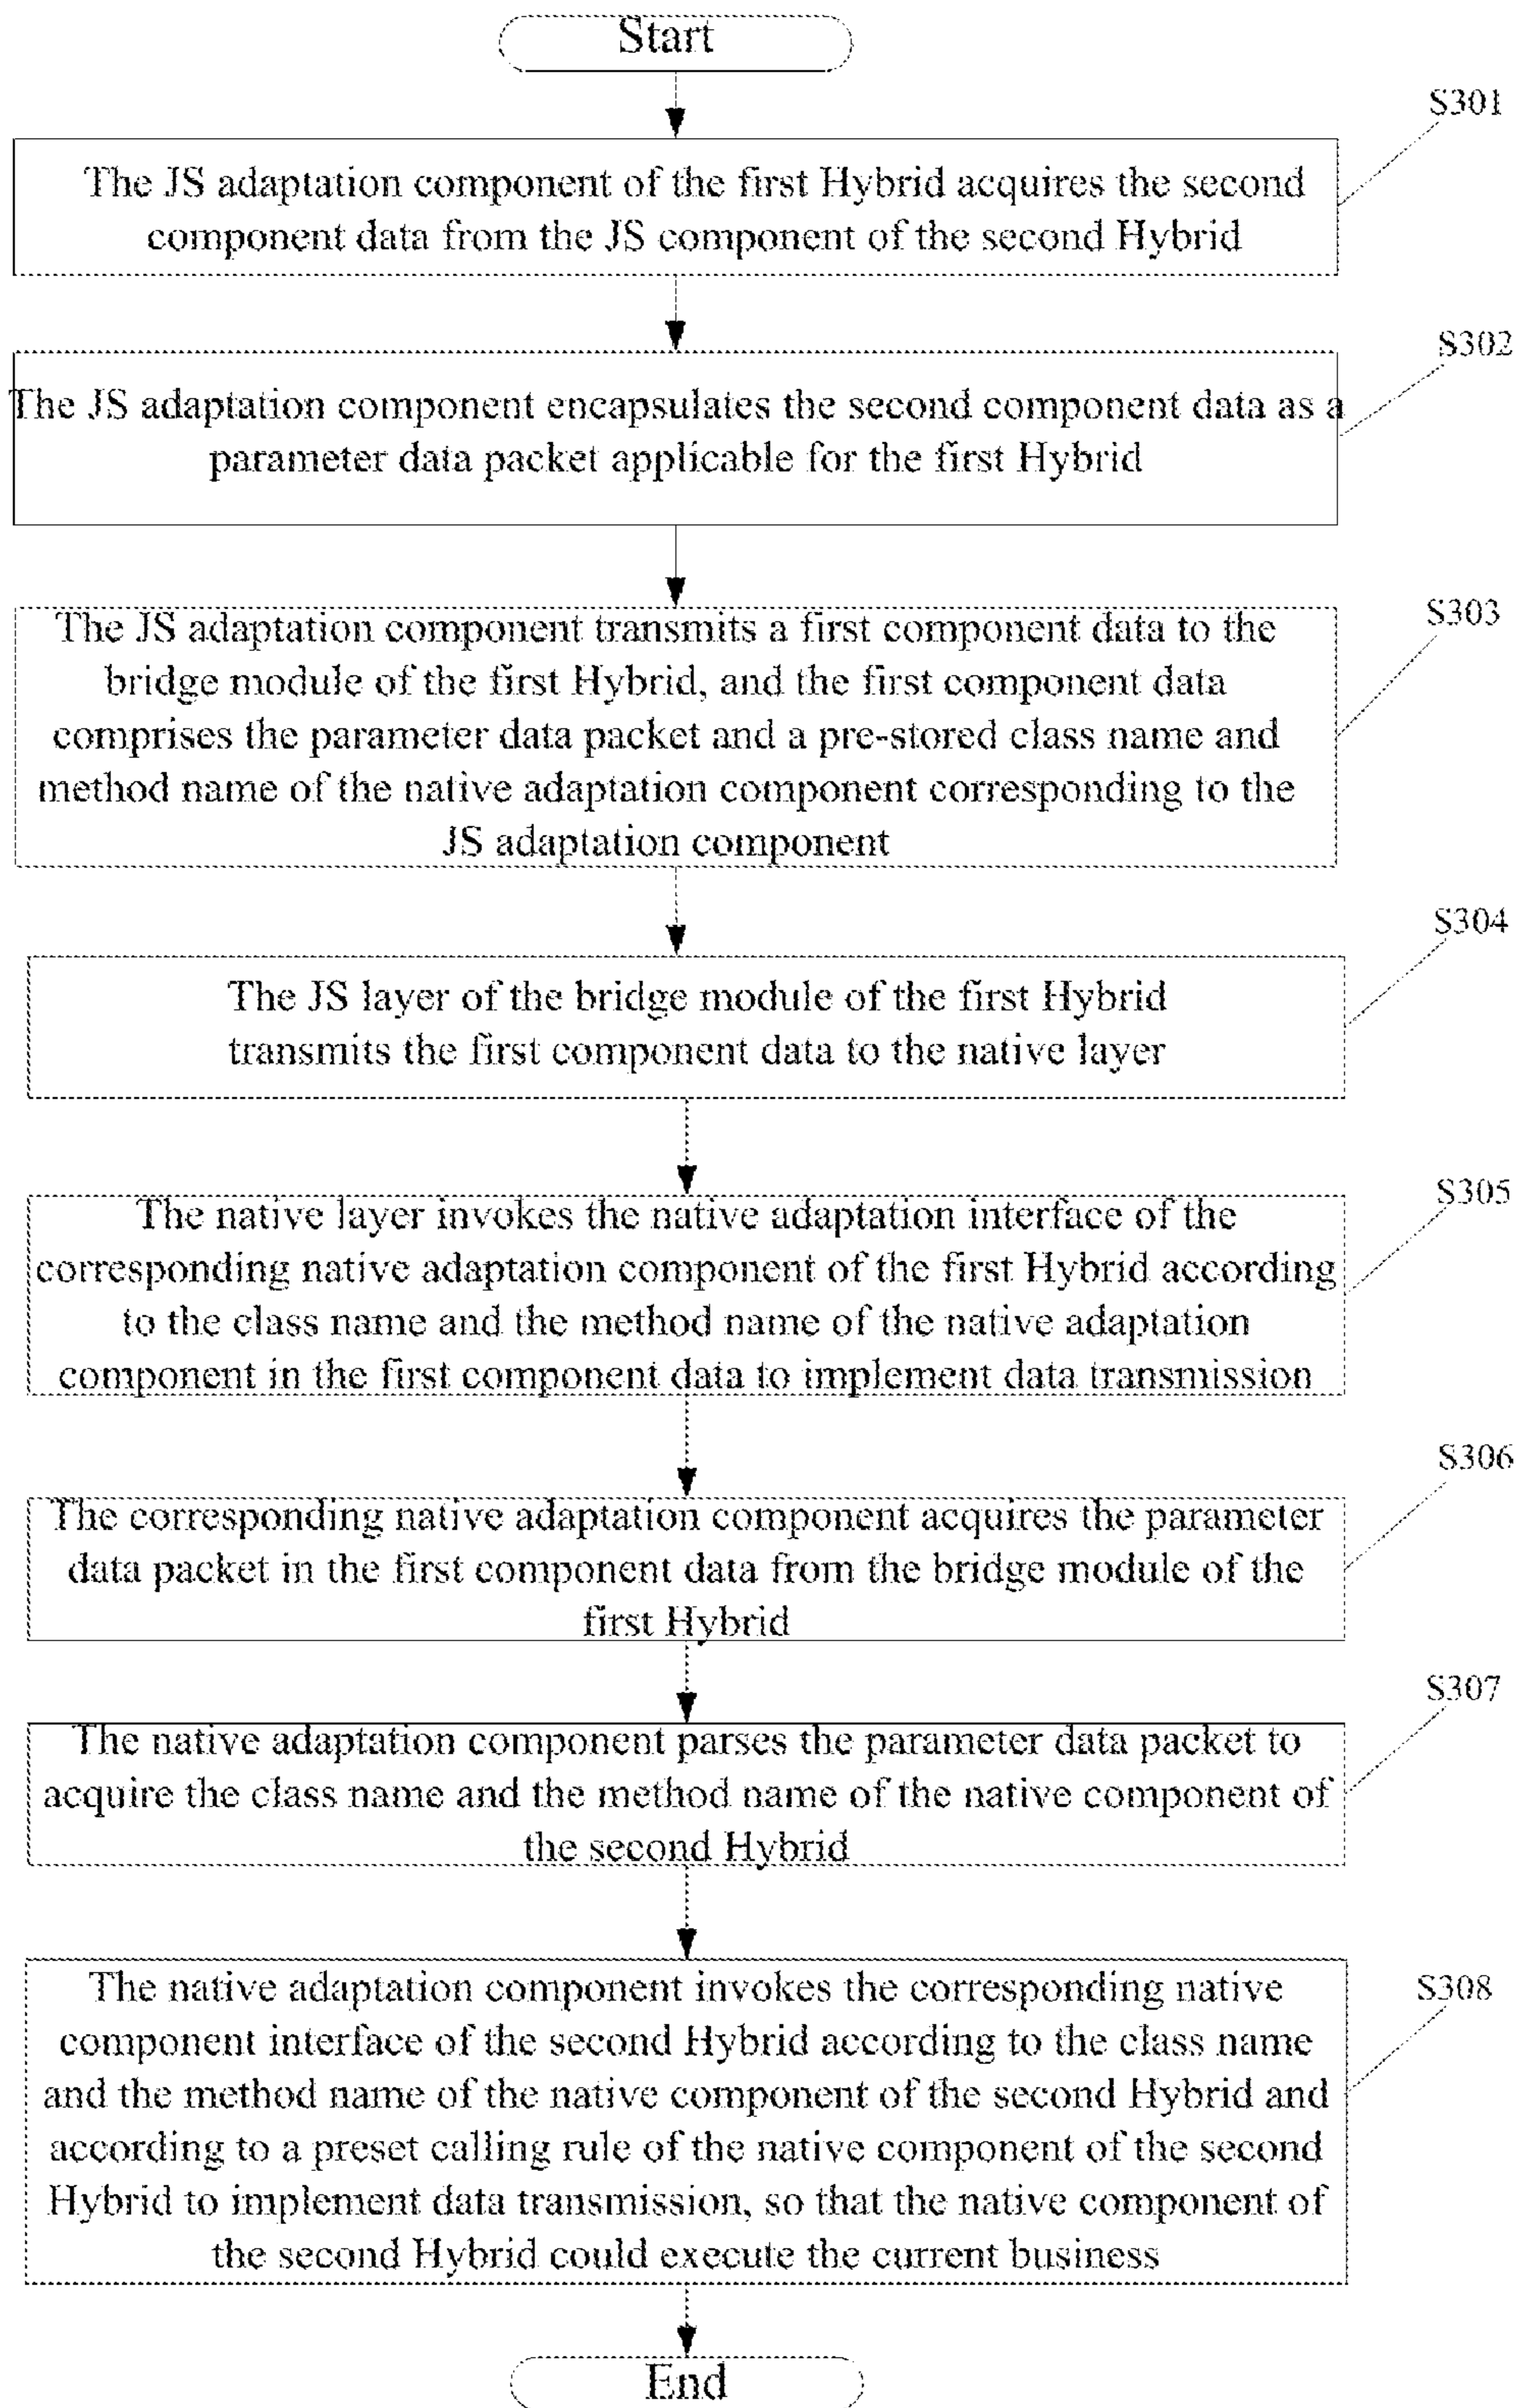 Start
S301
The JS adaptation component of the first Hybrid acquires the second
component data from the JS component of the second Hybrid
S302
The JS adaptation component encapsulates the second component data as a
parameter data packet applicable for the first Hybrid
S303
The JS adaptation component transmits a first component data to the
bridge module of the first Hybrid, and the first component data
comprises the parameter data packet and a pre-stored class name and
method name of the native adaptation component corresponding to the
JS adaptation component
S304
The JS layer of the bridge module of the first Hybrid
transmits the first component data to the native layer
S305
The native layer invokes the native adaptation interface of the
corresponding native adaptation component of the first Hybrid according
to the class name and the method name of the native adaptation
component in the first component data to implement data transmission
S306
The corresponding native adaptation component acquires the parameter
data packet in the first component data from the bridge module of the
first Hybrid
S307
The native adaptation component parses the parameter data packet to
acquire the class name and the method name of the native component of
the second Hybrid
S308
The native adaptation component invokes the corresponding native
component interface of the second Hybrid according to the class name
and the method name of the native component of the second Hybrid and
according to a preset calling rule of the native component of the second
Hybrid to implement data transmission, so that the native component of
the second Hybrid could execute the current business
End